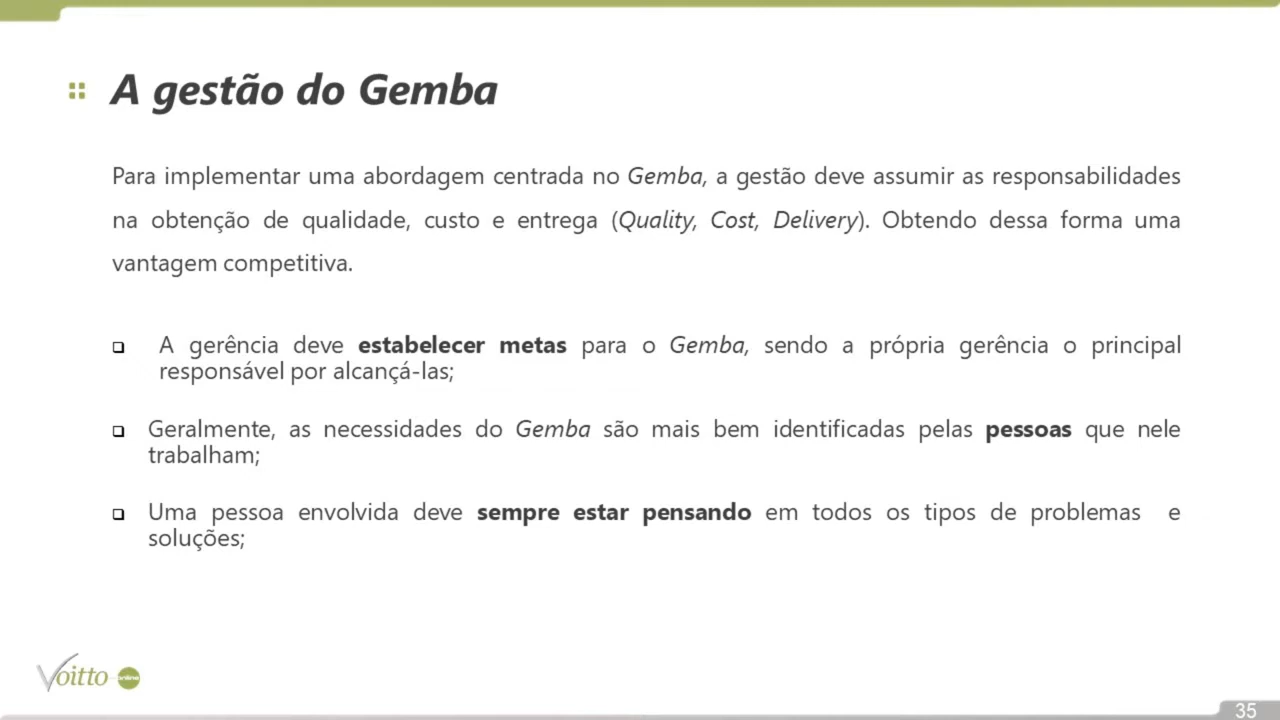 A gestão do Gemba
Para implementar uma abordagem centrada no Gemba, a gestão deve assumir as responsabilidades
na obtenção de qualidade, custo e entrega (Quality, Cost, Delivery). Obtendo dessa forma uma
vantagem competitiva.
A gerência deve estabelecer metas para o Gemba, sendo a própria gerência o principal
responsável por alcançá-las;
Geralmente, as necessidades do Gemba são mais bem identificadas pelas pessoas que nele
trabalham;
Uma pessoa envolvida deve sempre estar pensando em todos os tipos de problemas e
soluções;
Voitto online
35